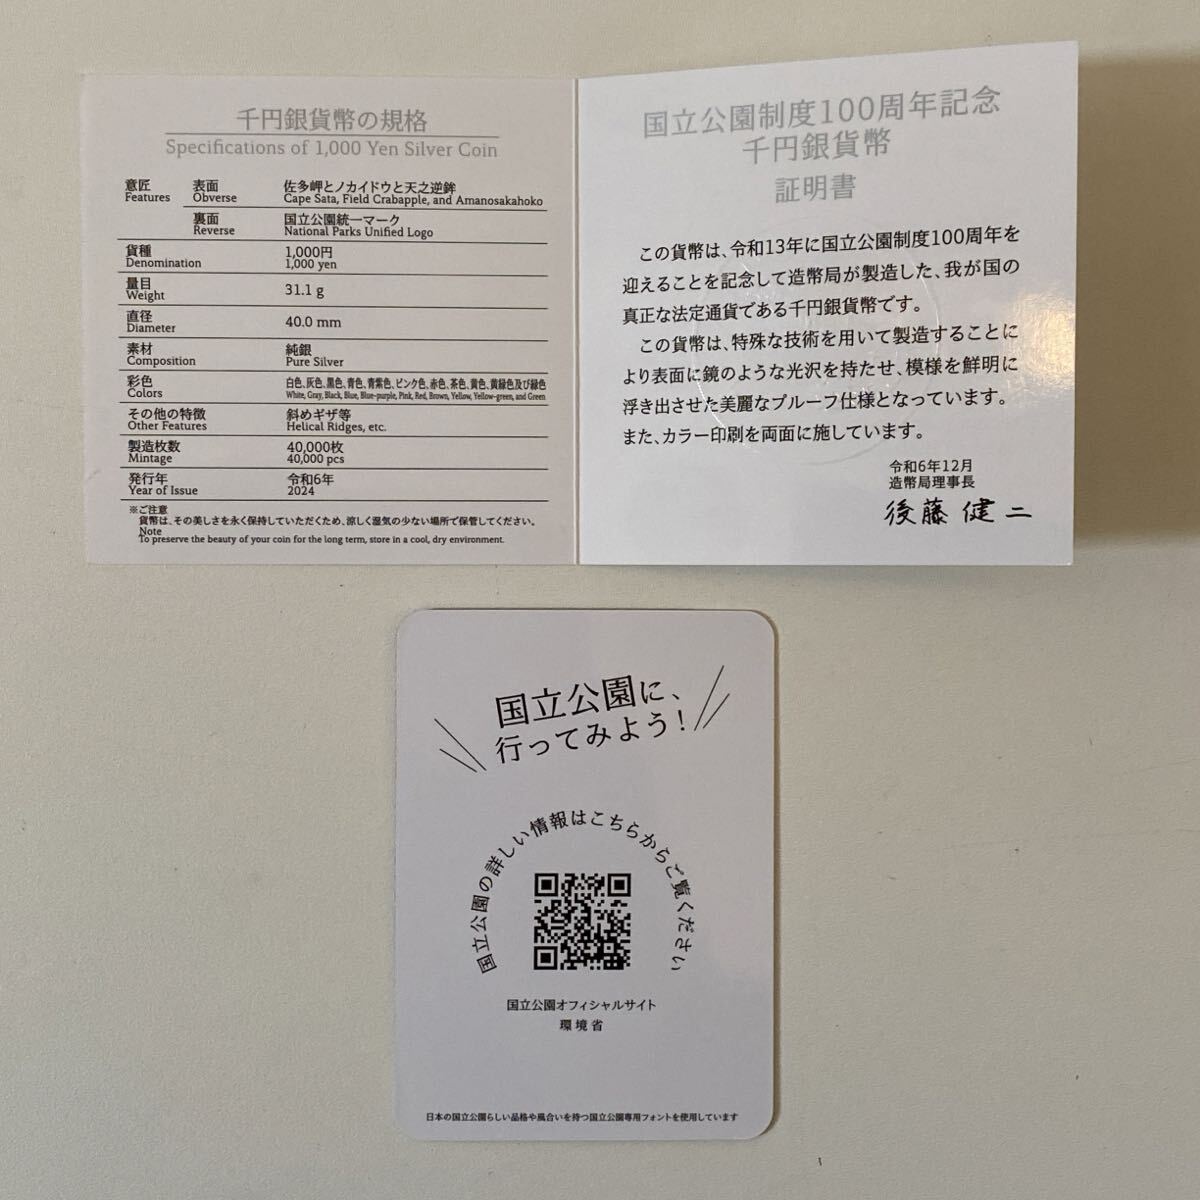 千円銀貨幣の規格
Specifications of 1,000 Yen Silver Coin
意匠 表面 佐多岬とノカイドウと天之逆鉾
Features Obverse Cape Sata, Field Crabapple, and Amanosakahoko
裏面 国立公園統一マーク
Reverse National Parks Unified Logo
貨種 1,000円
Denomination 1,000 yen
量目
Weight 31.1 g
直径
Diameter 40.0 mm
素材 純銀
Composition Pure Silver
彩色 白色、灰色、黒色、青色、青紫色、ピンク色、赤色、茶色、黄色、黄緑色及び緑色
Colors White, Gray, Black, Blue, Blue-purple, Pink, Red, Brown, Yellow, Yellow-green, and Green
その他の特徴 斜めギザ等
Other Features Helical Ridges, etc.
製造枚数 40,000枚
Mintage 40,000 pcs
発行年 令和6年
Year of Issue 2024
※ご注意
貨幣は、その美しさを永く保持していただくため、涼しく湿気の少ない場所で保管してください。
Note
To preserve the beauty of your coin for the long term, store in a cool, dry environment.
国立公園制度100周年記念
千円銀貨幣
証明書
この貨幣は、令和13年に国立公園制度100周年を
迎えることを記念して造幣局が製造した、我が国の
真正な法定通貨である千円銀貨幣です。
この貨幣は、特殊な技術を用いて製造することに
より表面に鏡のような光沢を持たせ、模様を鮮明に
浮き出させた美麗なプルーフ仕様となっています。
また、カラー印刷を両面に施しています。
令和6年12月
造幣局理事長
後藤健二
国立公園に、
行ってみよう!
国立公園の詳しい情報はこちらからご覧ください
国立公園オフィシャルサイト
環境省
日本の国立公園らしい品格や風合いを持つ国立公園専用フォントを使用しています